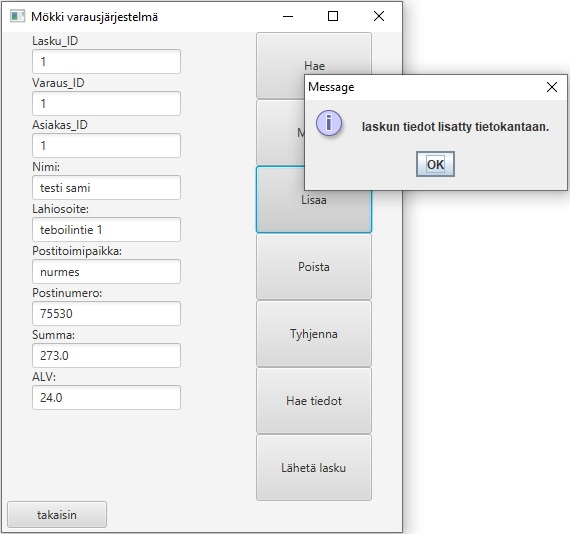 Mökki varausjärjestelmä
Lasku_ID
1
Varaus_ID
1
Asiakas_ID
1
Nimi:
testi sami
Lahiosoite:
teboilintie 1
Postitoimipaikka:
nurmes
Postinumero:
75530
Summa:
273.0
ALV:
24.0
takaisin
Hae
M
Lisaa
Poista
Tyhjenna
Hae tiedot
Lähetä lasku
Message
laskun tiedot lisatty tietokantaan.
OK